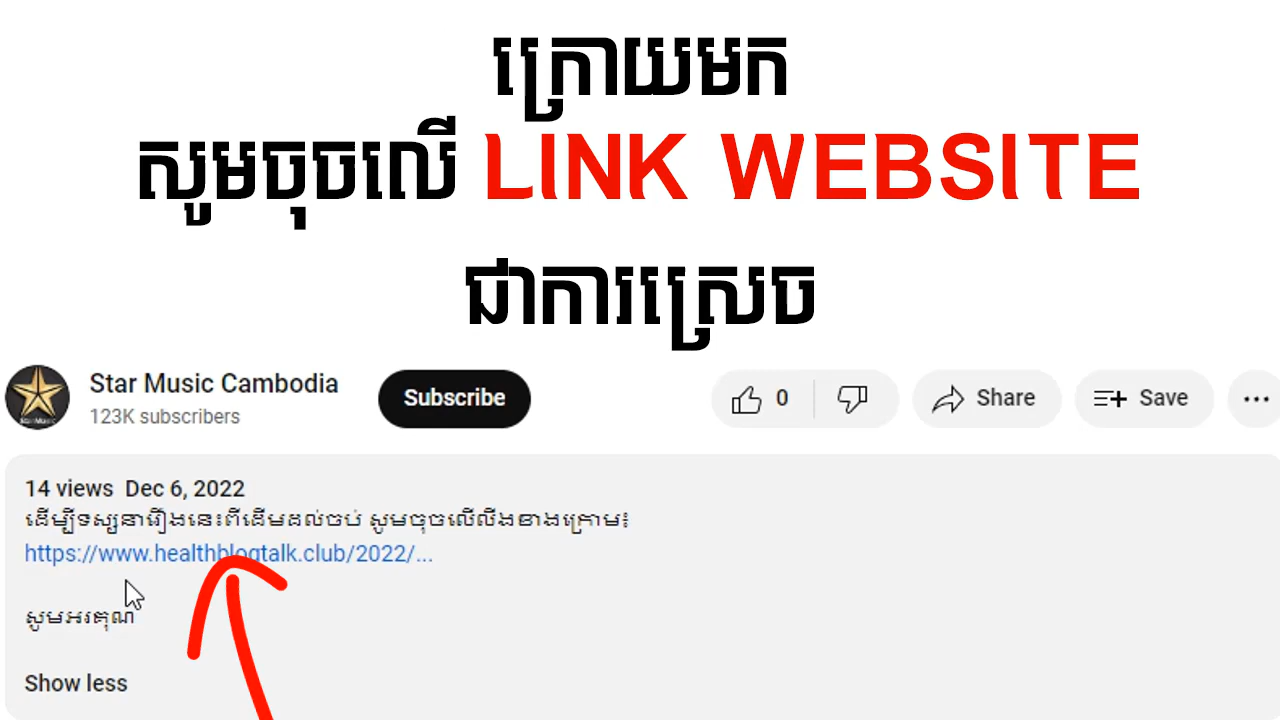 ក្រោយមក
សូមចុចលើ LINK WEBSITE
ជាការស្រេច
Star Music Cambodia
123K subscribers
Subscribe
0
Share
Save
14 views Dec 6, 2022
ដើម្បីទស្សនារឿងនេះពីដើមដល់ចប់ សូមចុចលើលីងខាងក្រោម៖
https://www.healthblogtalk.club/2022/...
សូមអរគុណ
Show less